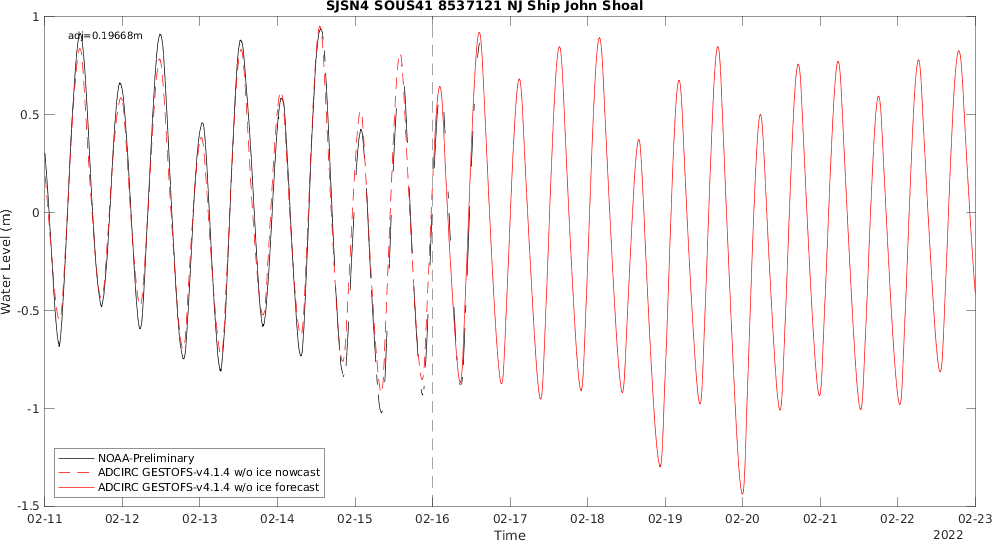 SJSN4 SOUS41 8537121 NJ Ship John Shoal
adj=0.19668m
Water Level (m)
1
0.5
0
-0.5
-1
-1.5
NOAA-Preliminary
ADCIRC GESTOFS-v4.1.4 w/o ice nowcast
ADCIRC GESTOFS-v4.1.4 w/o ice forecast
02-11 02-12 02-13 02-14 02-15 02-16 02-17 02-18 02-19 02-20 02-21 02-22 02-23
Time
2022